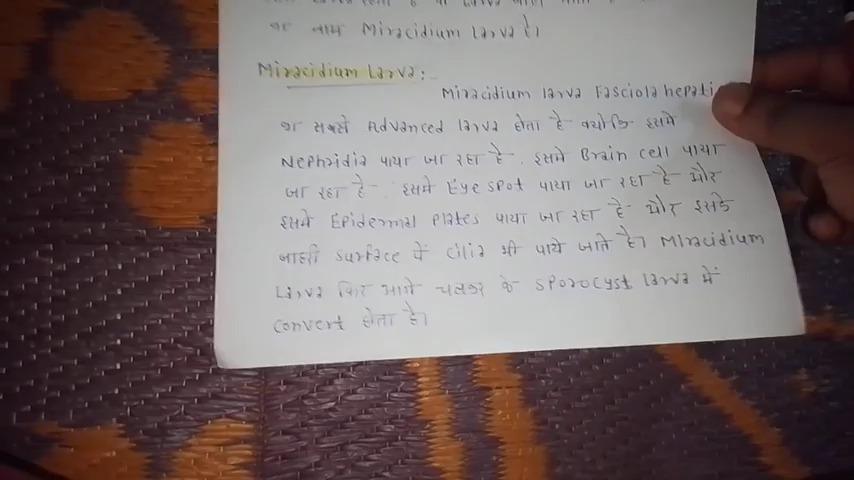 का नाम Miracidium Larva है।
Miracidium Larva:-
Miracidium larva Fasciola hepati
का सबसे Advanced larva होता है क्योकि इसमे
Nephridia पाया जा रहा है. इसमे Brain cell पाया
जा रहा है. इसमे Eye spot पाया जा रहा है और
इसमे Epidermal Plates पाया जा रहा है और इसके
बाहरी surface में cilia भी पाये जाते है। Miracidium
Larva फिर आगे चलकर के sporocyst larva में
convert होता है।